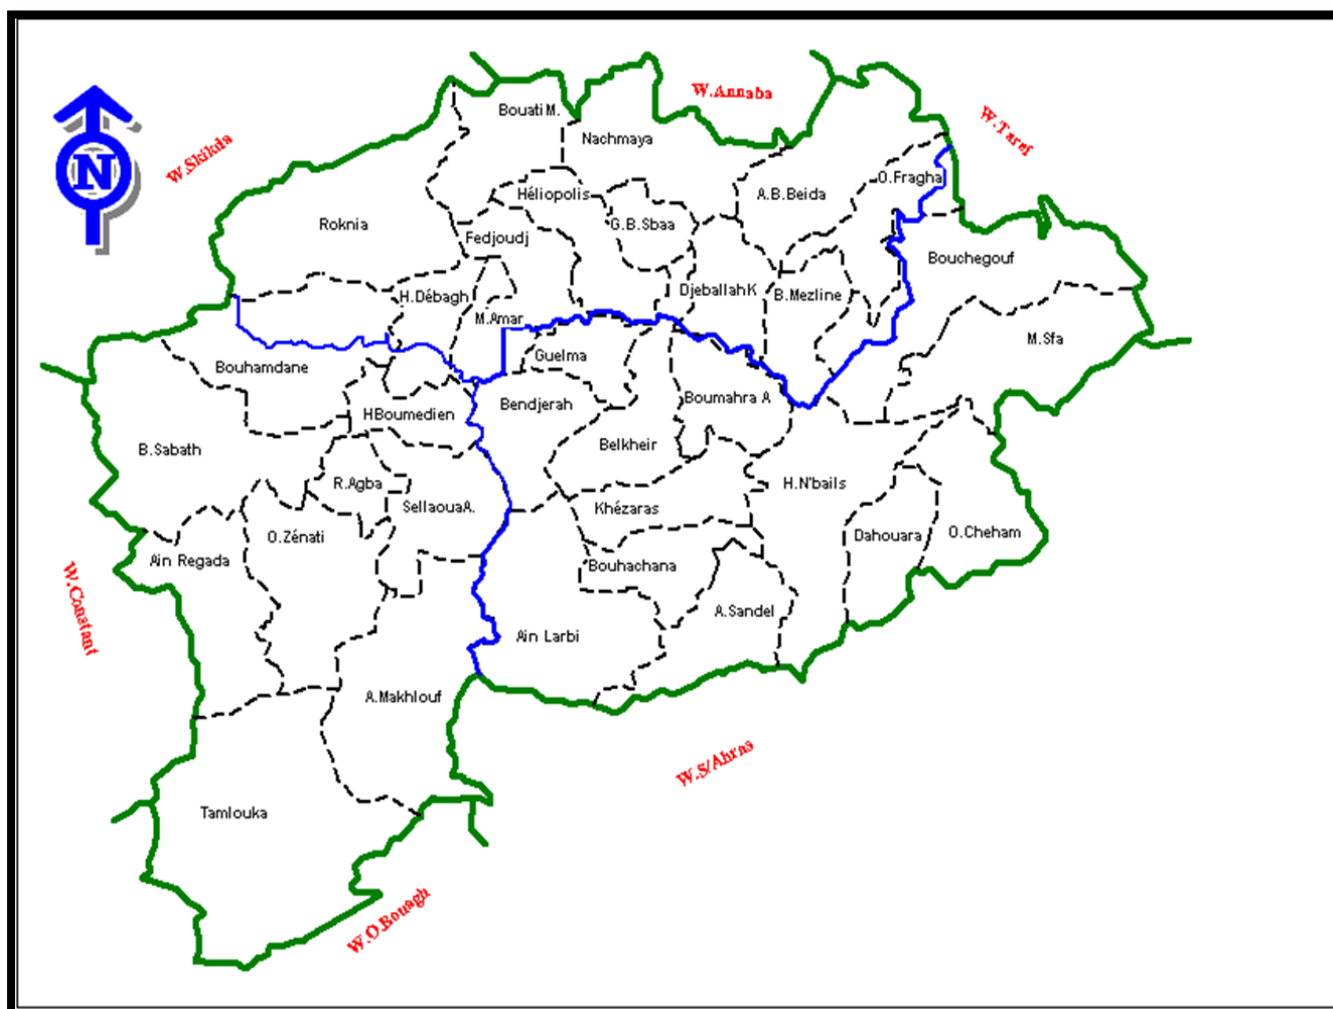 W.Annaba
Bouati M.
W.Taref
Nachmaya
W.Skikda
N
O.Fragha
Héliopolis
A.B.Beida
Roknia
G.B.Sbaa
Fedjoudj
Bouchegouf
H.Débagh
Djeballah K
B.Mezline
M.Amar
M.Sfa
Guelma
Bouhamdane
Boumahra A
Bendjerah
HBoumedien
Belkheir
B.Sabath
R.Agba
H.N'bails
SellaouaA.
Khézaras
O.Zénati
Dahouara
O.Cheham
Ain Regada
Bouhachana
W.Constant
A.Sandel
Ain Larbi
A.Makhlouf
W.S/Ahras
Tamlouka
W.O.Bouagh